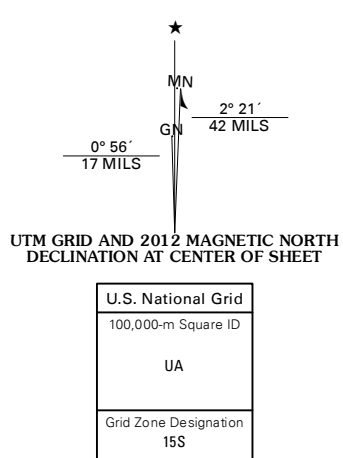 ★
MN
2° 21´
42 MILS
GN
0° 56´
17 MILS
UTM GRID AND 2012 MAGNETIC NORTH
DECLINATION AT CENTER OF SHEET
U.S. National Grid
100,000-m Square ID
UA
Grid Zone Designation
15S